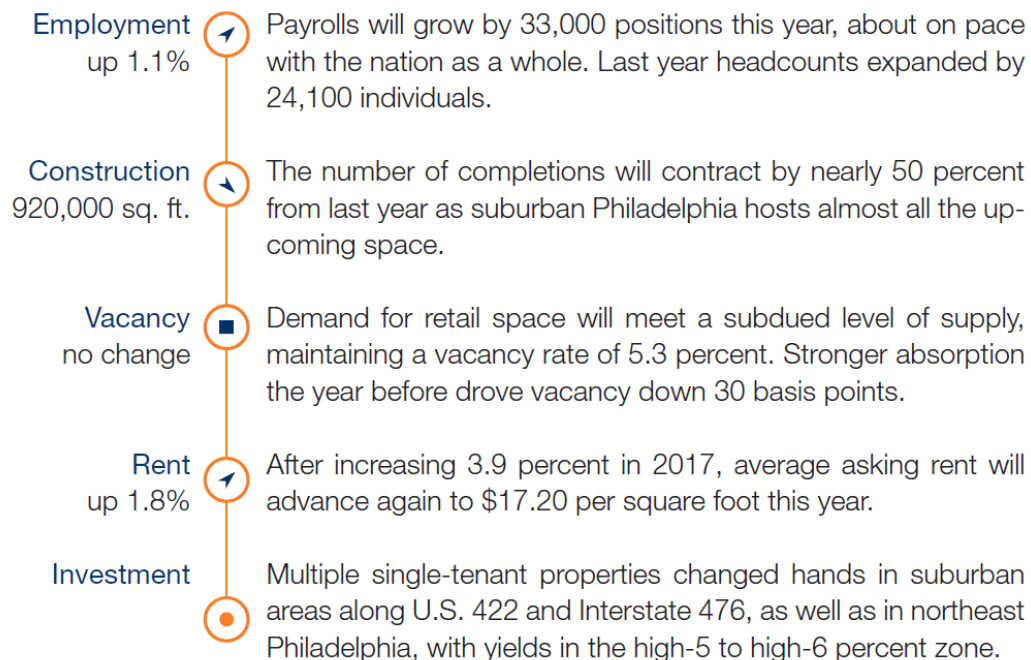 Employment
up 1.1%
Payrolls will grow by 33,000 positions this year, about on pace
with the nation as a whole. Last year headcounts expanded by
24,100 individuals.
Construction
920,000 sq. ft.
The number of completions will contract by nearly 50 percent
from last year as suburban Philadelphia hosts almost all the up-
coming space.
Vacancy
no change
Demand for retail space will meet a subdued level of supply,
maintaining a vacancy rate of 5.3 percent. Stronger absorption
the year before drove vacancy down 30 basis points.
Rent
up 1.8%
After increasing 3.9 percent in 2017, average asking rent will
advance again to $17.20 per square foot this year.
Investment
Multiple single-tenant properties changed hands in suburban
areas along U.S. 422 and Interstate 476, as well as in northeast
Philadelphia, with yields in the high-5 to high-6 percent zone.